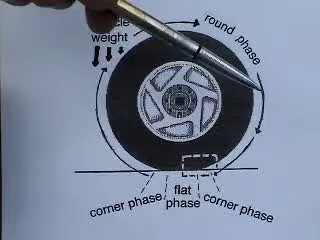 weight
round phase
flat
phase
corner phase
corner phase